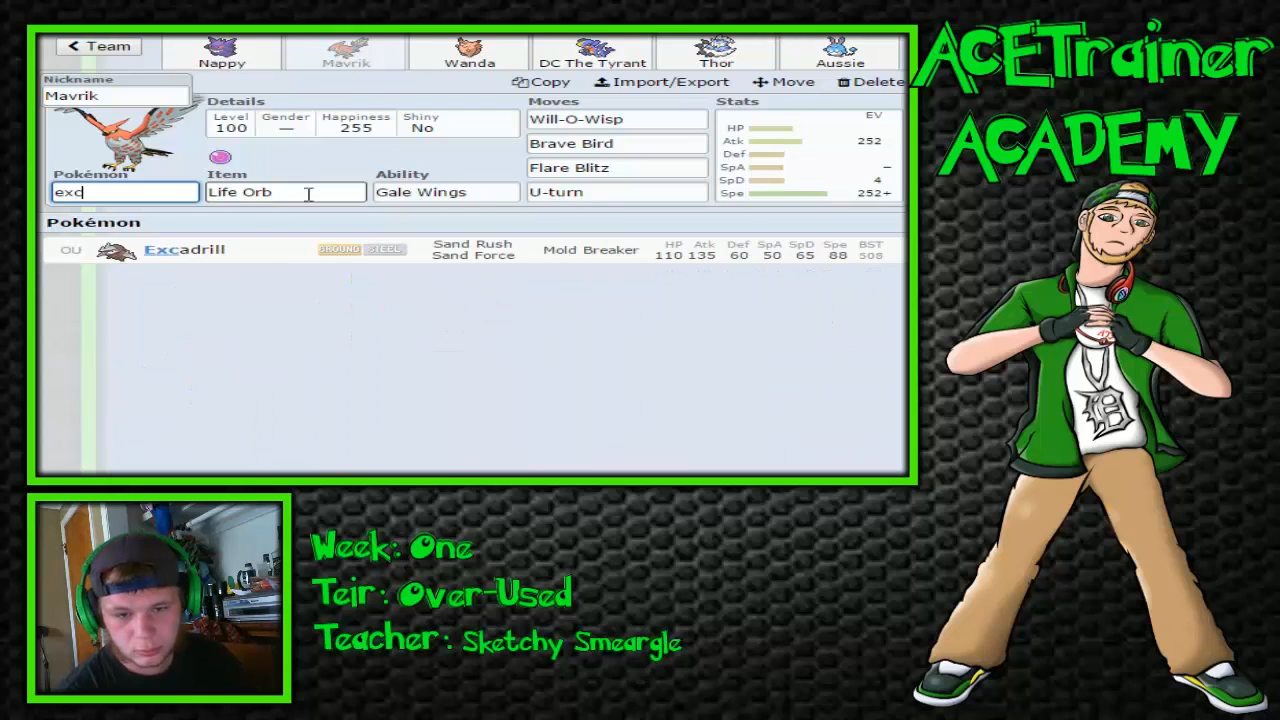 Team
Nappy
Mavrik
Wanda
DC The Tyrant
Thor
Aussie
Nickname
Mavrik
Copy Import/Export Move Delete
Details
Level 100
Gender —
Happiness 255
Shiny No
Moves
Will-O-Wisp
Brave Bird
Flare Blitz
U-turn
Stats
EV
HP
Atk 252
Def
SpA –
SpD 4
Spe 252+
Pokémon
exc
Item
Life Orb
Ability
Gale Wings
Pokémon
OU Excadrill GROUND STEEL Sand Rush Sand Force Mold Breaker HP 110 Atk 135 Def 60 SpA 50 SpD 65 Spe 88 BST 508
ACETrainer
ACADEMY
Week: One
Teir: Over-Used
Teacher: Sketchy Smeargle